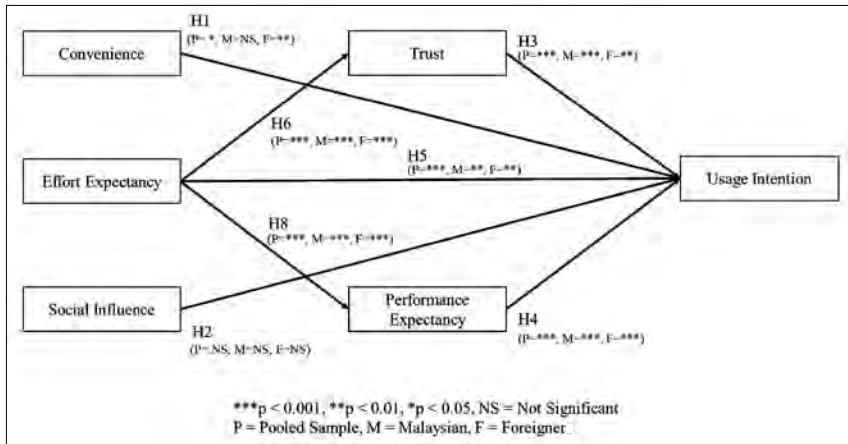 H1
(P= *, M=NS, F=**)
Convenience
Trust
H3
(P=***, M=***, F=**)
H6
(P=***, M=***, F=***)
H5
(P=***, M=**, F=**)
Effort Expectancy
Usage Intention
H8
(P=***, M=***, F=***)
Social Influence
Performance
Expectancy
H2
(P=.NS, M=NS, F=NS)
H4
(P=***, M=***, F=***)
***p < 0.001, **p < 0.01, *p < 0.05, NS = Not Significant
P = Pooled Sample, M = Malaysian, F = Foreigner